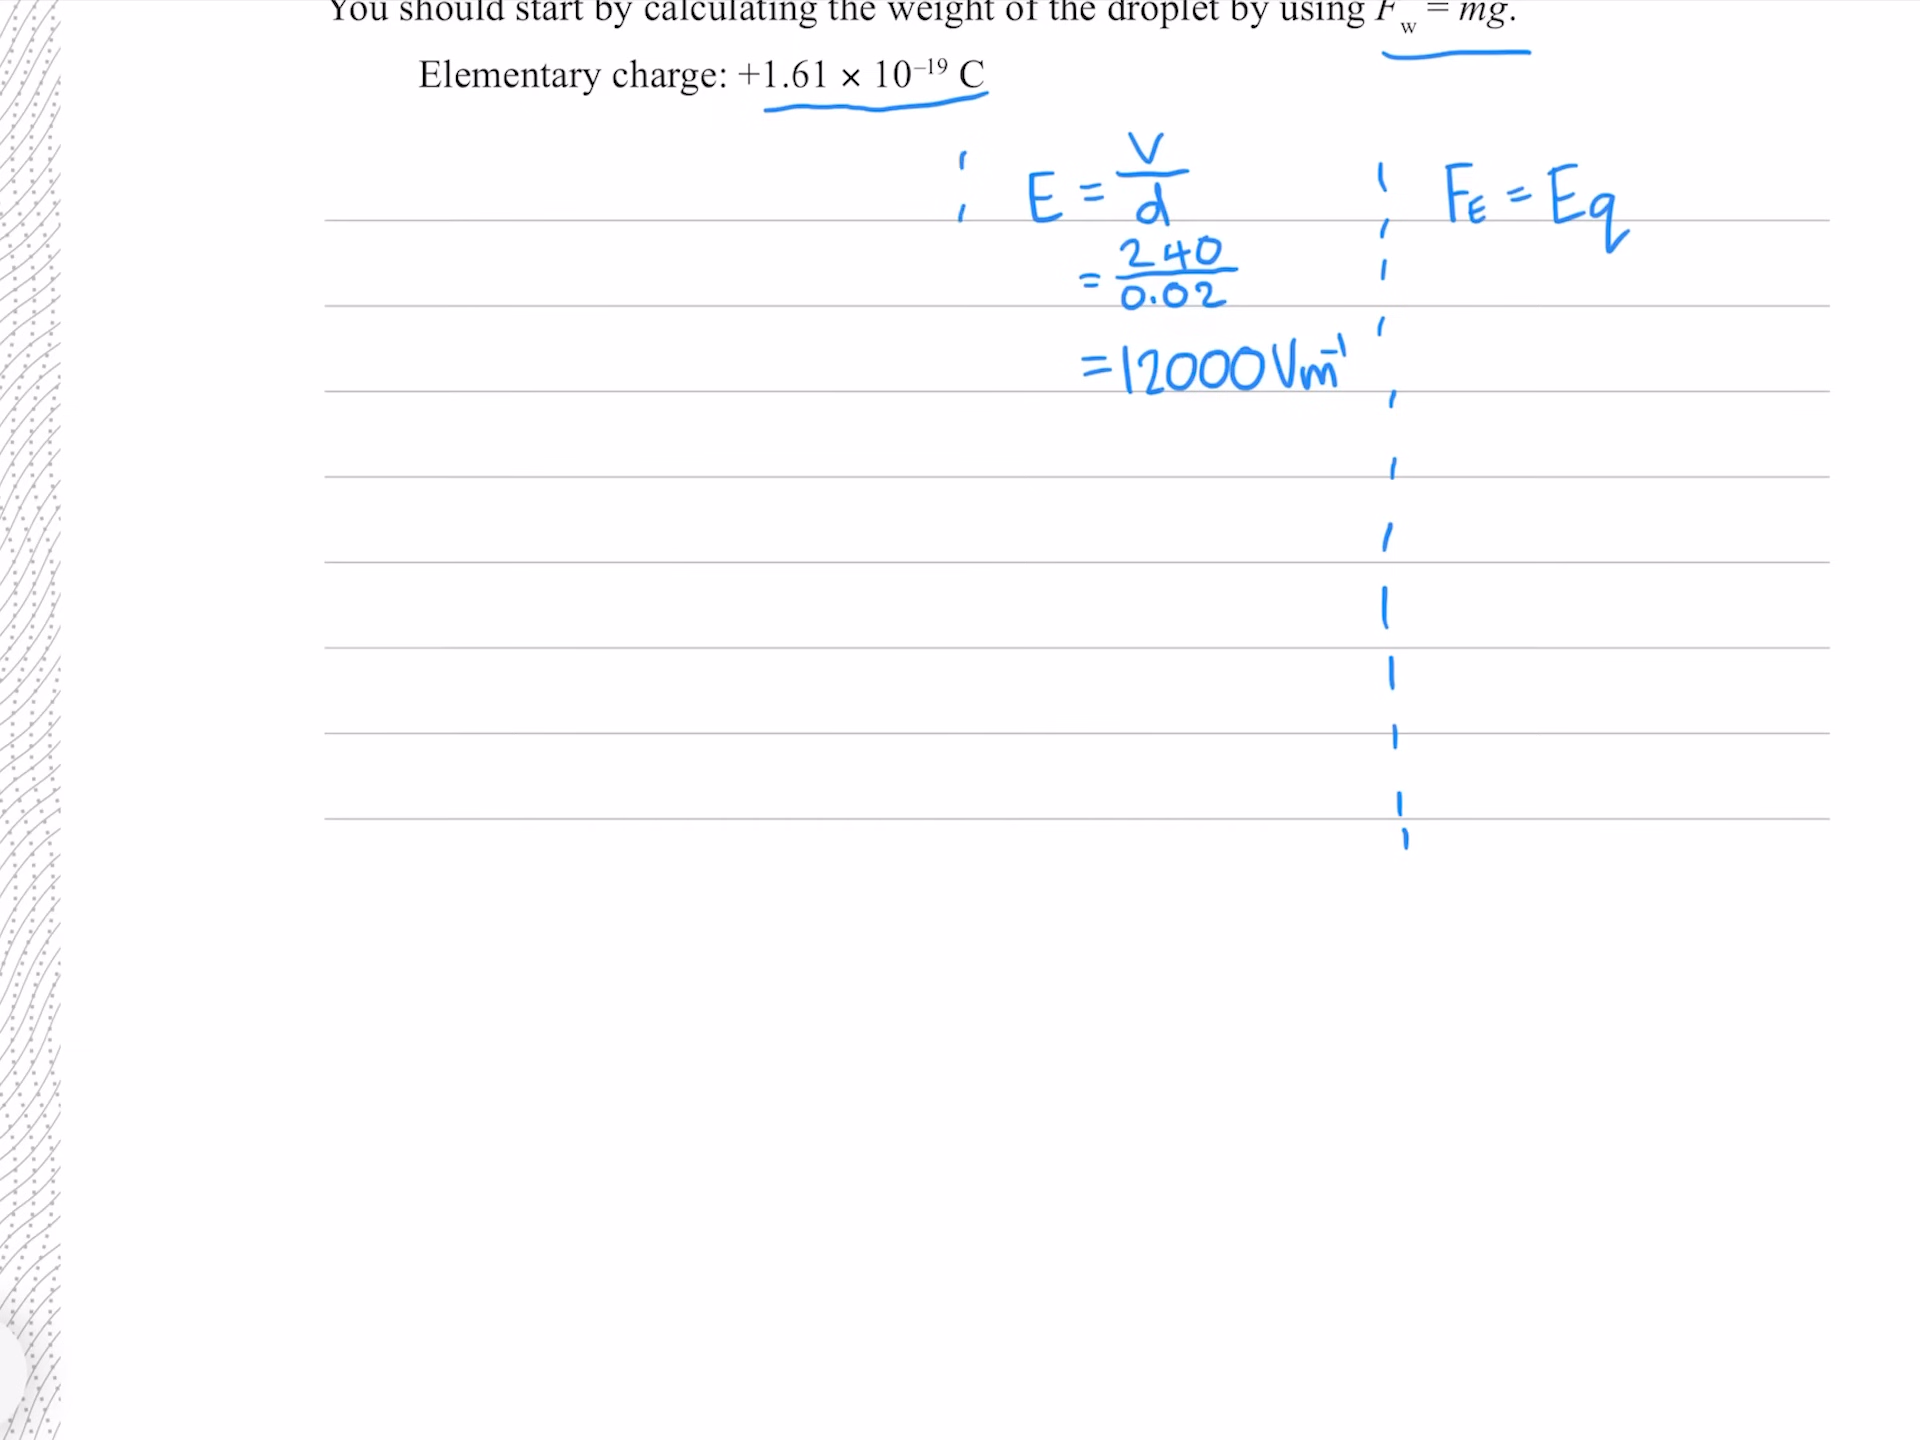 You should start by calculating the weight of the droplet by using F_w = mg.
Elementary charge: +1.61 × 10⁻¹⁹ C
E = V/d
= 240/0.02
= 12000 Vm⁻¹
F_E = Eq